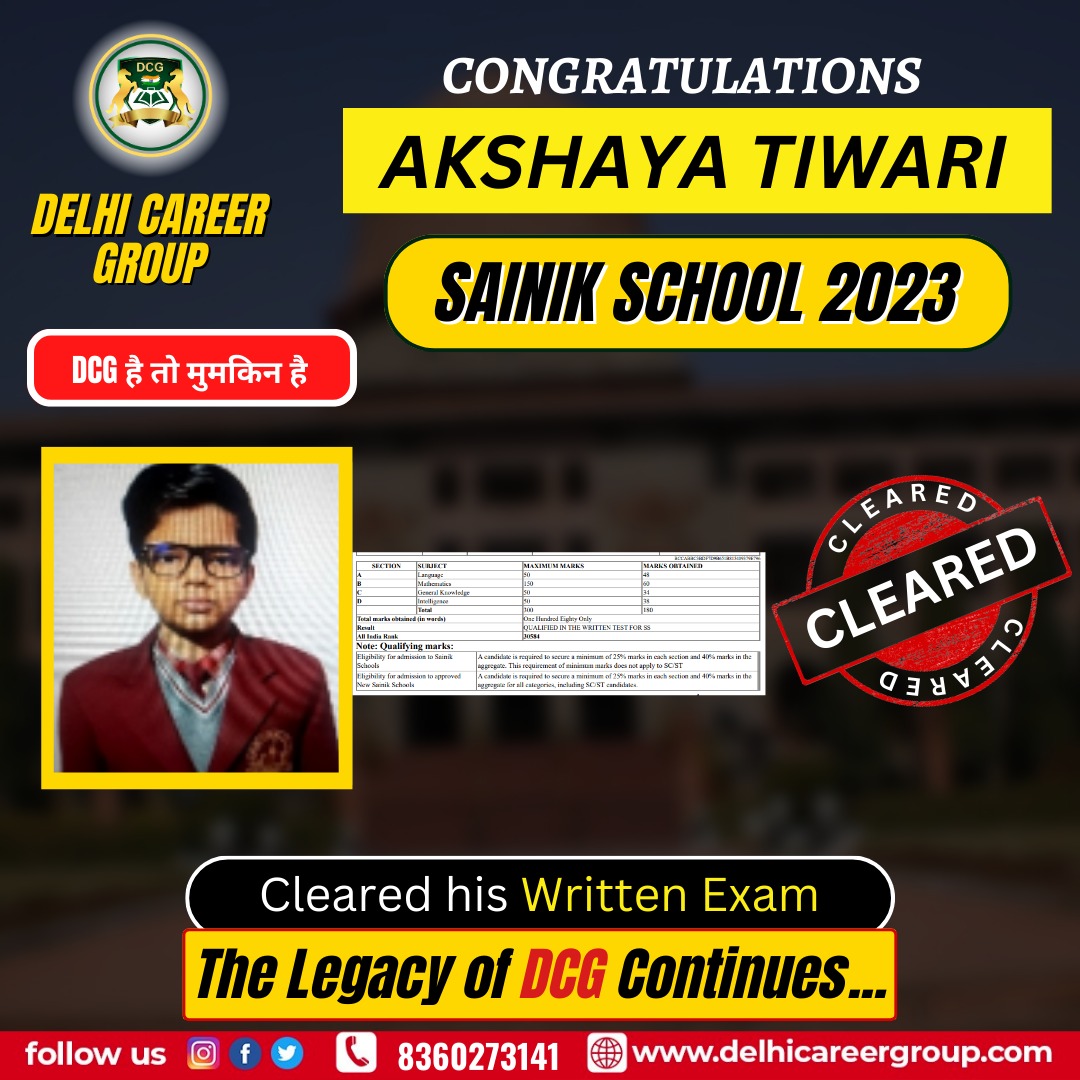 DCG
DELHI CAREER
GROUP
CONGRATULATIONS
AKSHAYA TIWARI
SAINIK SCHOOL 2023
DCG है तो मुमकिन है
SECTION SUBJECT MAXIMUM MARKS MARKS OBTAINED
A Language 50 48
B Mathematics 150 60
C General Knowledge 50 34
D Intelligence 50 38
Total 300 180
Total marks obtained (in words) One Hundred Eighty Only
Result QUALIFIED IN THE WRITTEN TEST FOR SS
All India Rank 30584
Note: Qualifying marks:
Eligibility for admission to Sainik
Schools
A candidate is required to secure a minimum of 25% marks in each section and 40% marks in the
aggregate. This requirement of minimum marks does not apply to SC/ST
Eligibility for admission to approved
New Sainik Schools
A candidate is required to secure a minimum of 25% marks in each section and 40% marks in the
aggregate for all categories, including SC/ST candidates.
CLEARED
CLEARED
CLEARED
Cleared his Written Exam
The Legacy of DCG Continues...
follow us 8360273141 www.delhicareergroup.com